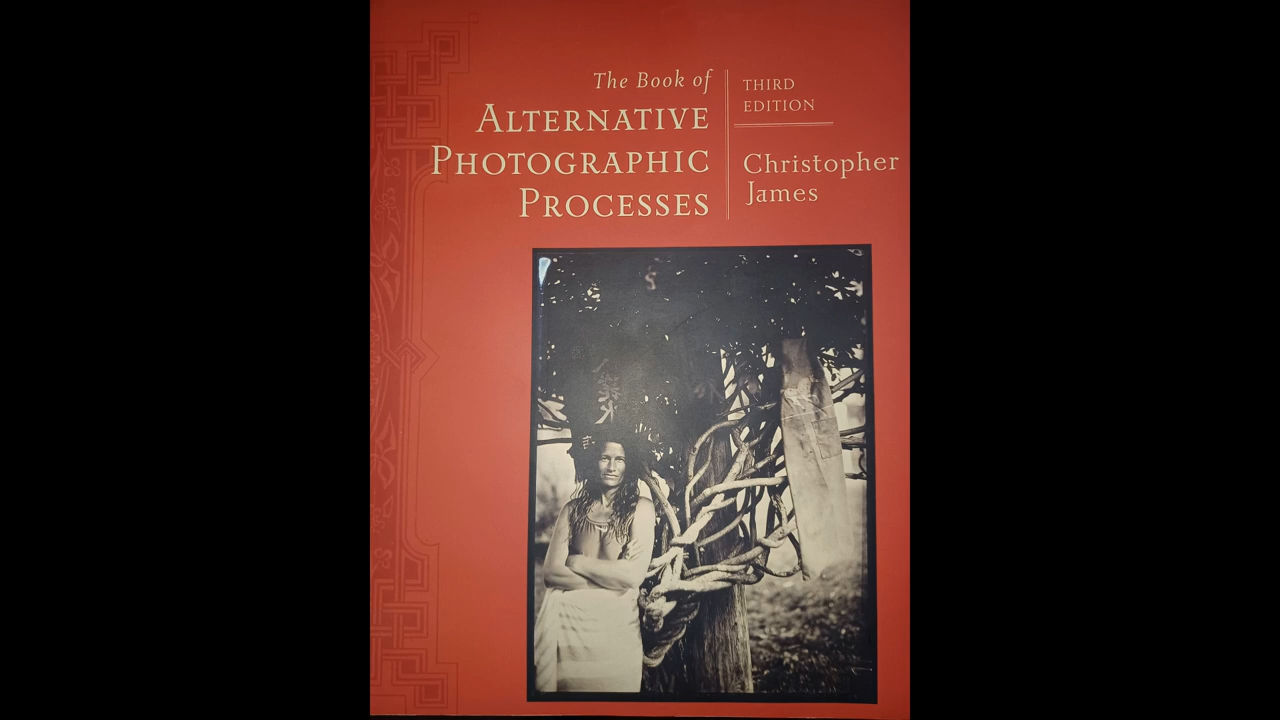 The Book of
ALTERNATIVE
PHOTOGRAPHIC
PROCESSES
THIRD
EDITION
Christopher
James